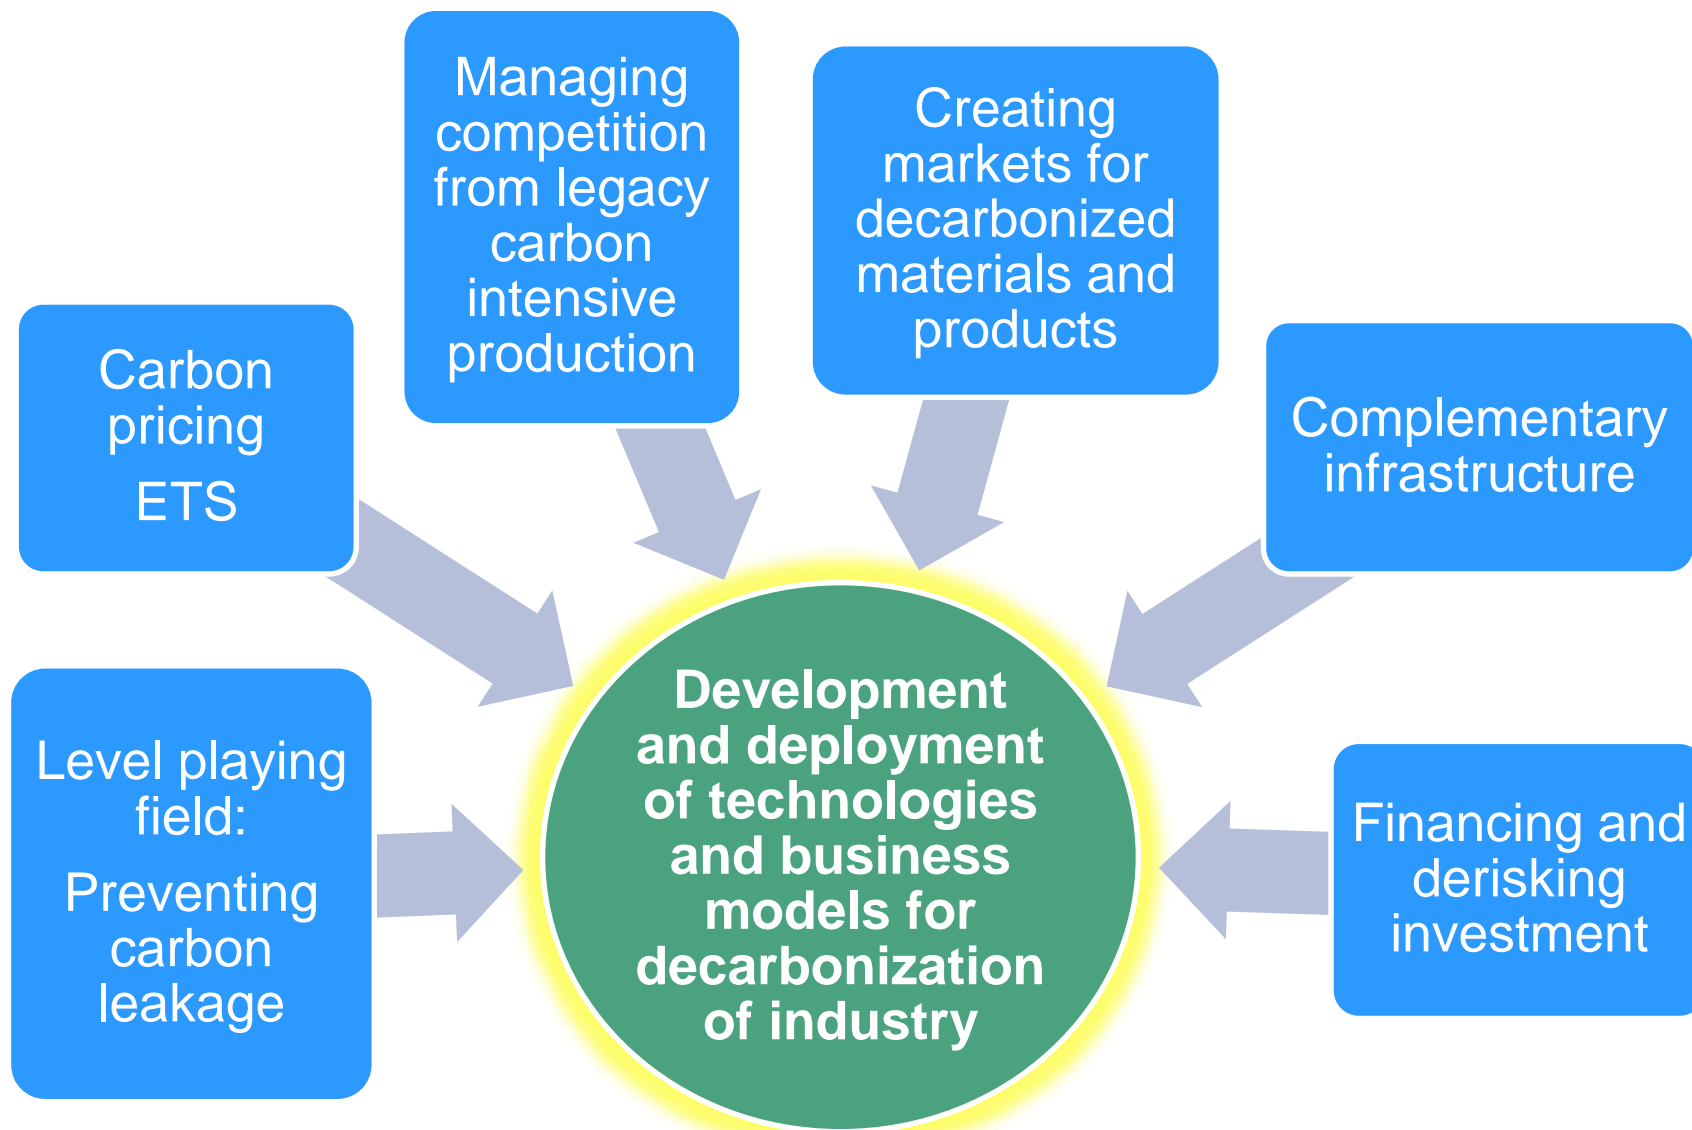 Managing
competition
from legacy
carbon
intensive
production
Creating
markets for
decarbonized
materials and
products
Carbon
pricing
ETS
Complementary
infrastructure
Level playing
field:
Preventing
carbon
leakage
Development
and deployment
of technologies
and business
models for
decarbonization
of industry
Financing and
derisking
investment